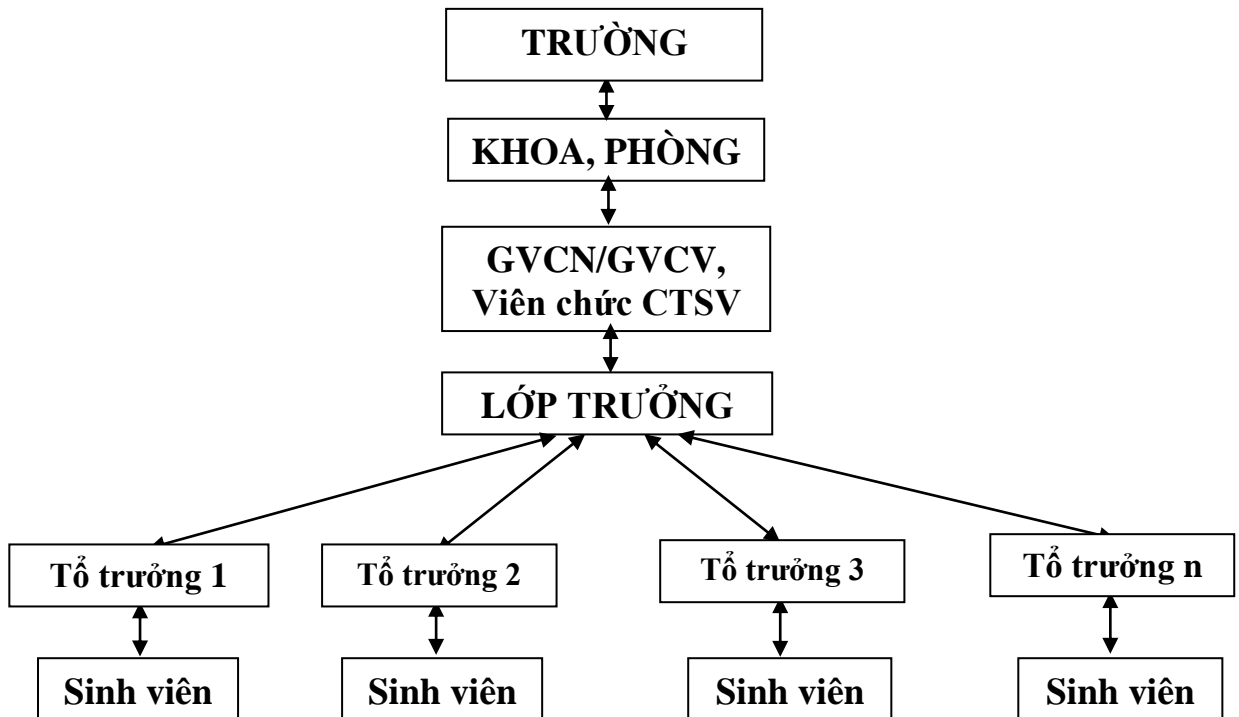 TRƯỜNG
KHOA, PHÒNG
GVCN/GVCV,
Viên chức CTSV
LỚP TRƯỞNG
Tổ trưởng 1
Tổ trưởng 2
Tổ trưởng 3
Tổ trưởng n
Sinh viên
Sinh viên
Sinh viên
Sinh viên